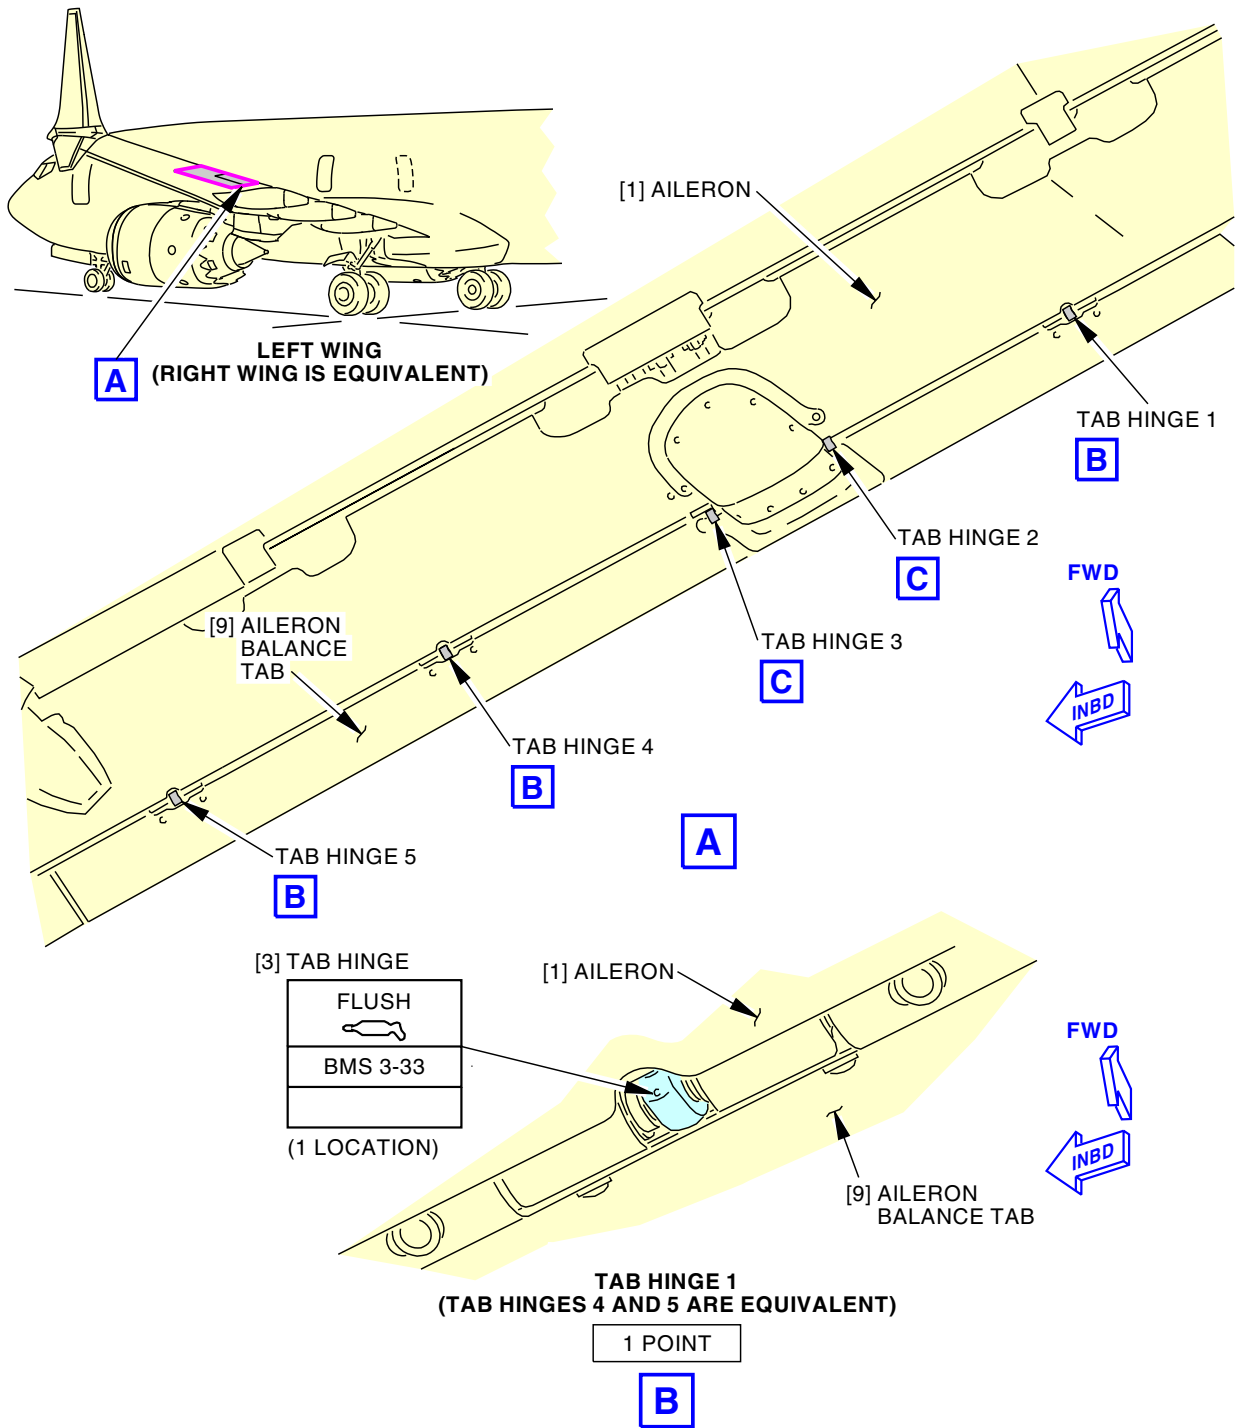 LEFT WING
(RIGHT WING IS EQUIVALENT)
A
[1] AILERON
TAB HINGE 1
B
TAB HINGE 2
C
FWD
INBD
TAB HINGE 3
C
[9] AILERON
BALANCE
TAB
TAB HINGE 4
B
TAB HINGE 5
B
A
[3] TAB HINGE
FLUSH
BMS 3-33
(1 LOCATION)
[1] AILERON
FWD
INBD
[9] AILERON
BALANCE TAB
TAB HINGE 1
(TAB HINGES 4 AND 5 ARE EQUIVALENT)
1 POINT
B